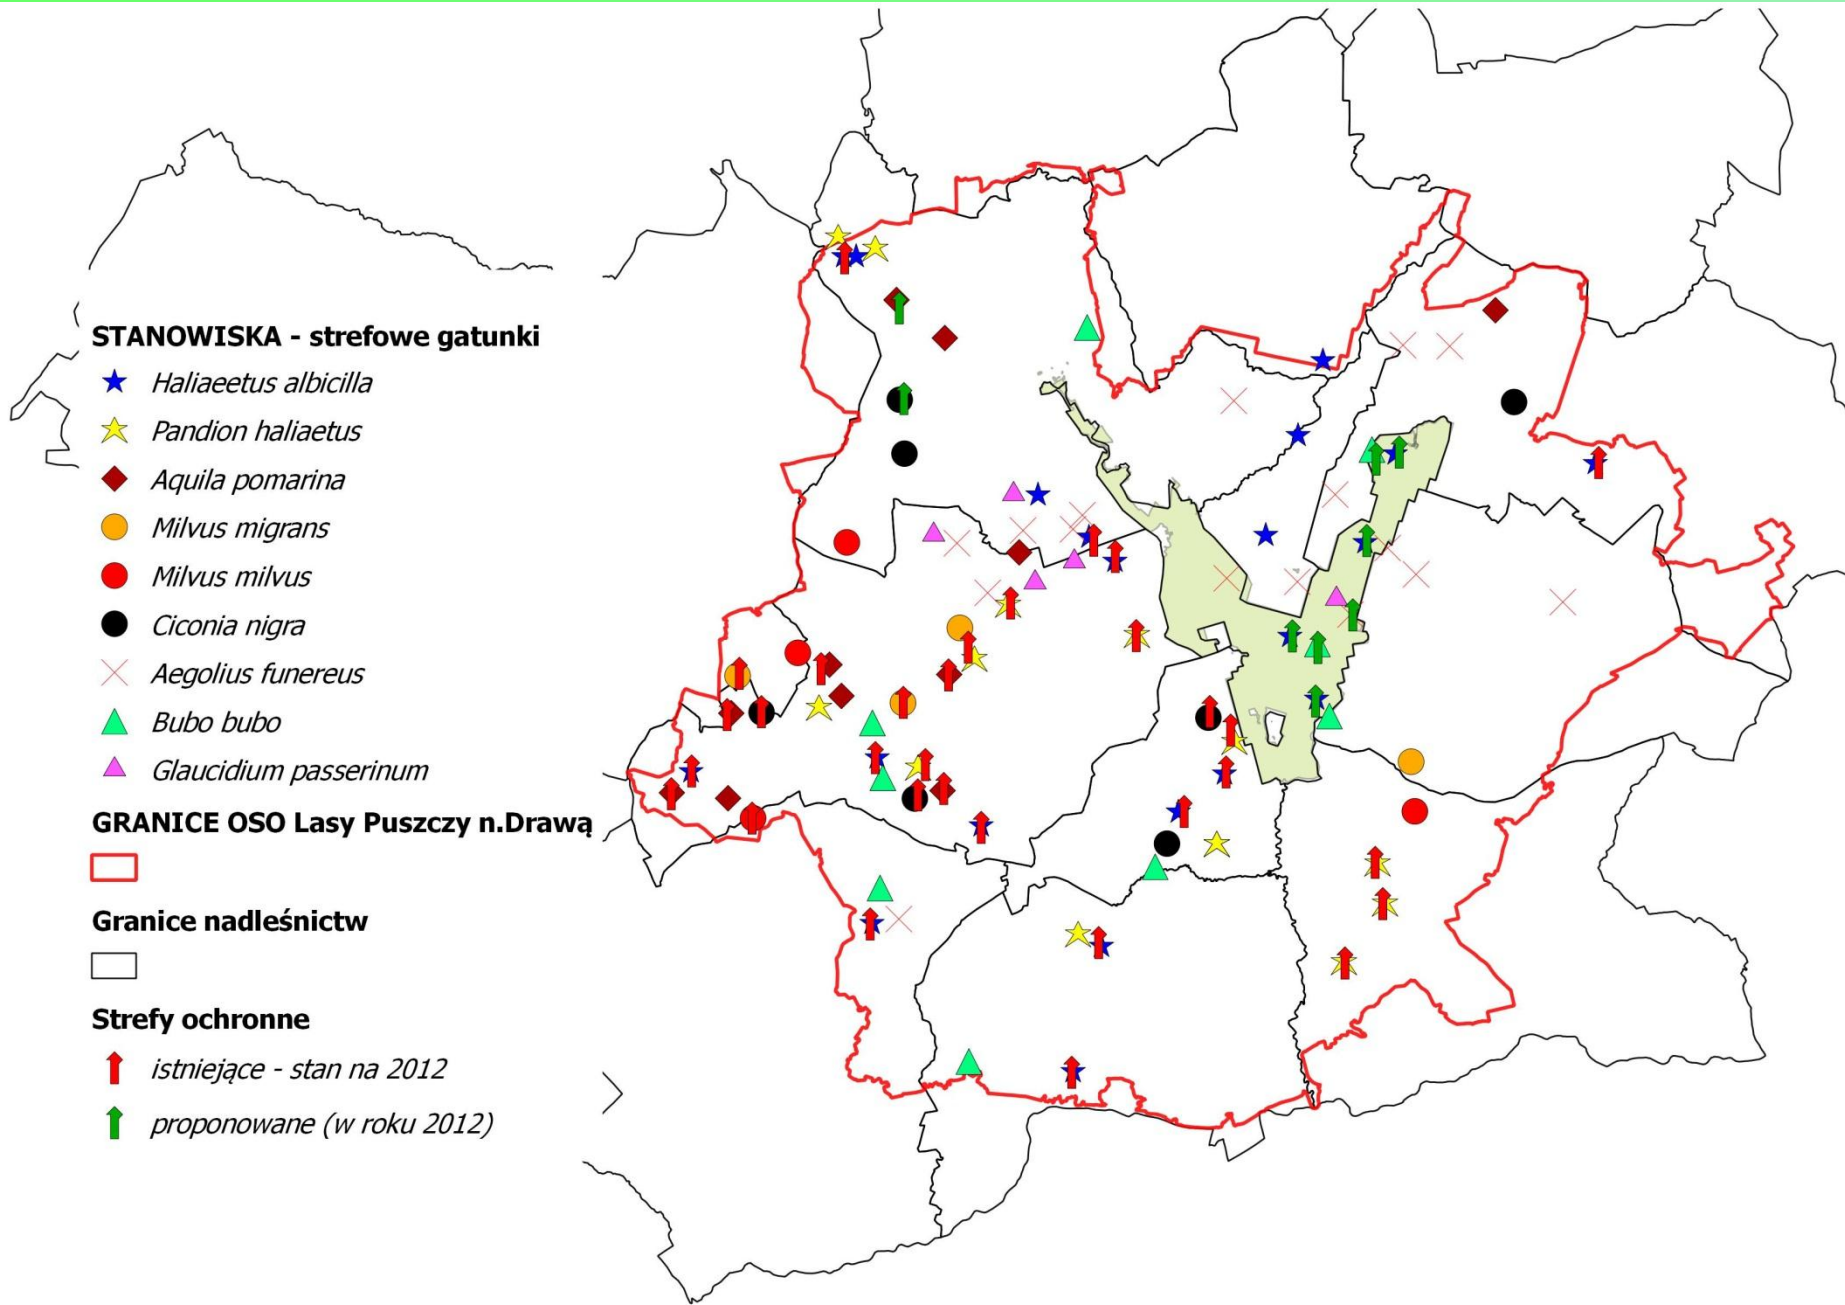 STANOWISKA - strefowe gatunki
Haliaeetus albicilla
Pandion haliaetus
Aquila pomarina
Milvus migrans
Milvus milvus
Ciconia nigra
Aegolius funereus
Bubo bubo
Glaucidium passerinum
GRANICE OSO Lasy Puszczy n.Drawą
Granice nadleśnictw
Strefy ochronne
istniejące - stan na 2012
proponowane (w roku 2012)